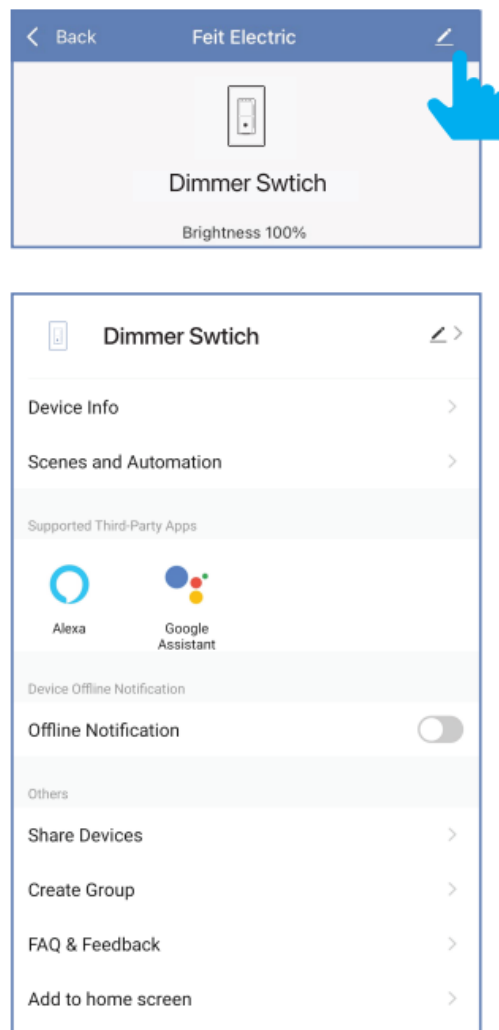 Back Feit Electric
Dimmer Swtich
Brightness 100%
Dimmer Swtich
Device Info
Scenes and Automation
Supported Third-Party Apps
Alexa Google
Assistant
Device Offline Notification
Offline Notification
Others
Share Devices
Create Group
FAQ & Feedback
Add to home screen